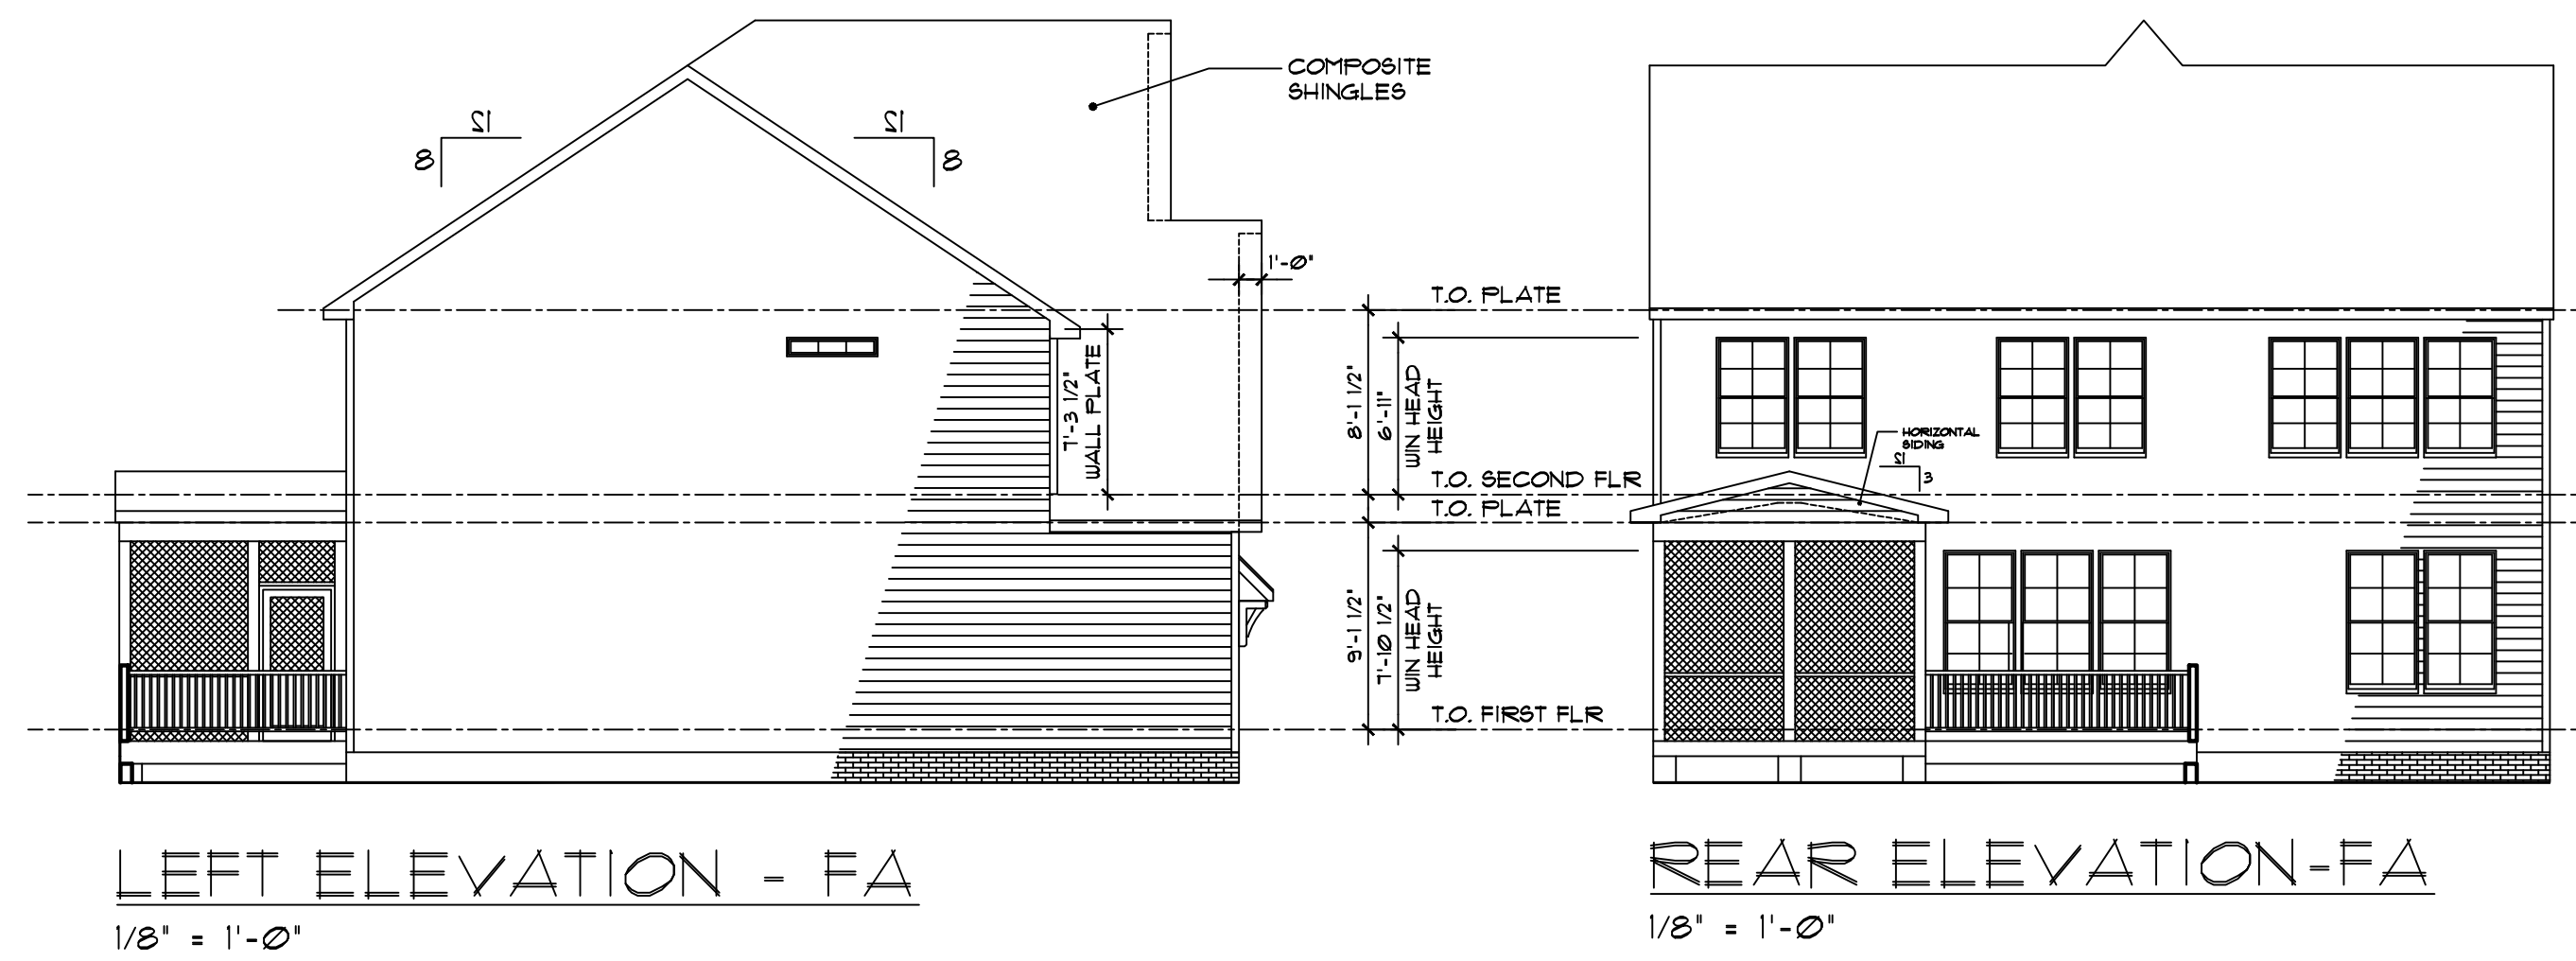 COMPOSITE
SHINGLES
12
8
12
8
1'-0"
T.O. PLATE
7'-3 1/2"
WALL PLATE
8'-1 1/2"
6'-11"
WIN HEAD
HEIGHT
HORIZONTAL
SIDING
12
3
T.O. SECOND FLR
T.O. PLATE
9'-1 1/2"
7'-10 1/2"
WIN HEAD
HEIGHT
T.O. FIRST FLR
LEFT ELEVATION - FA
1/8" = 1'-0"
REAR ELEVATION-FA
1/8" = 1'-0"